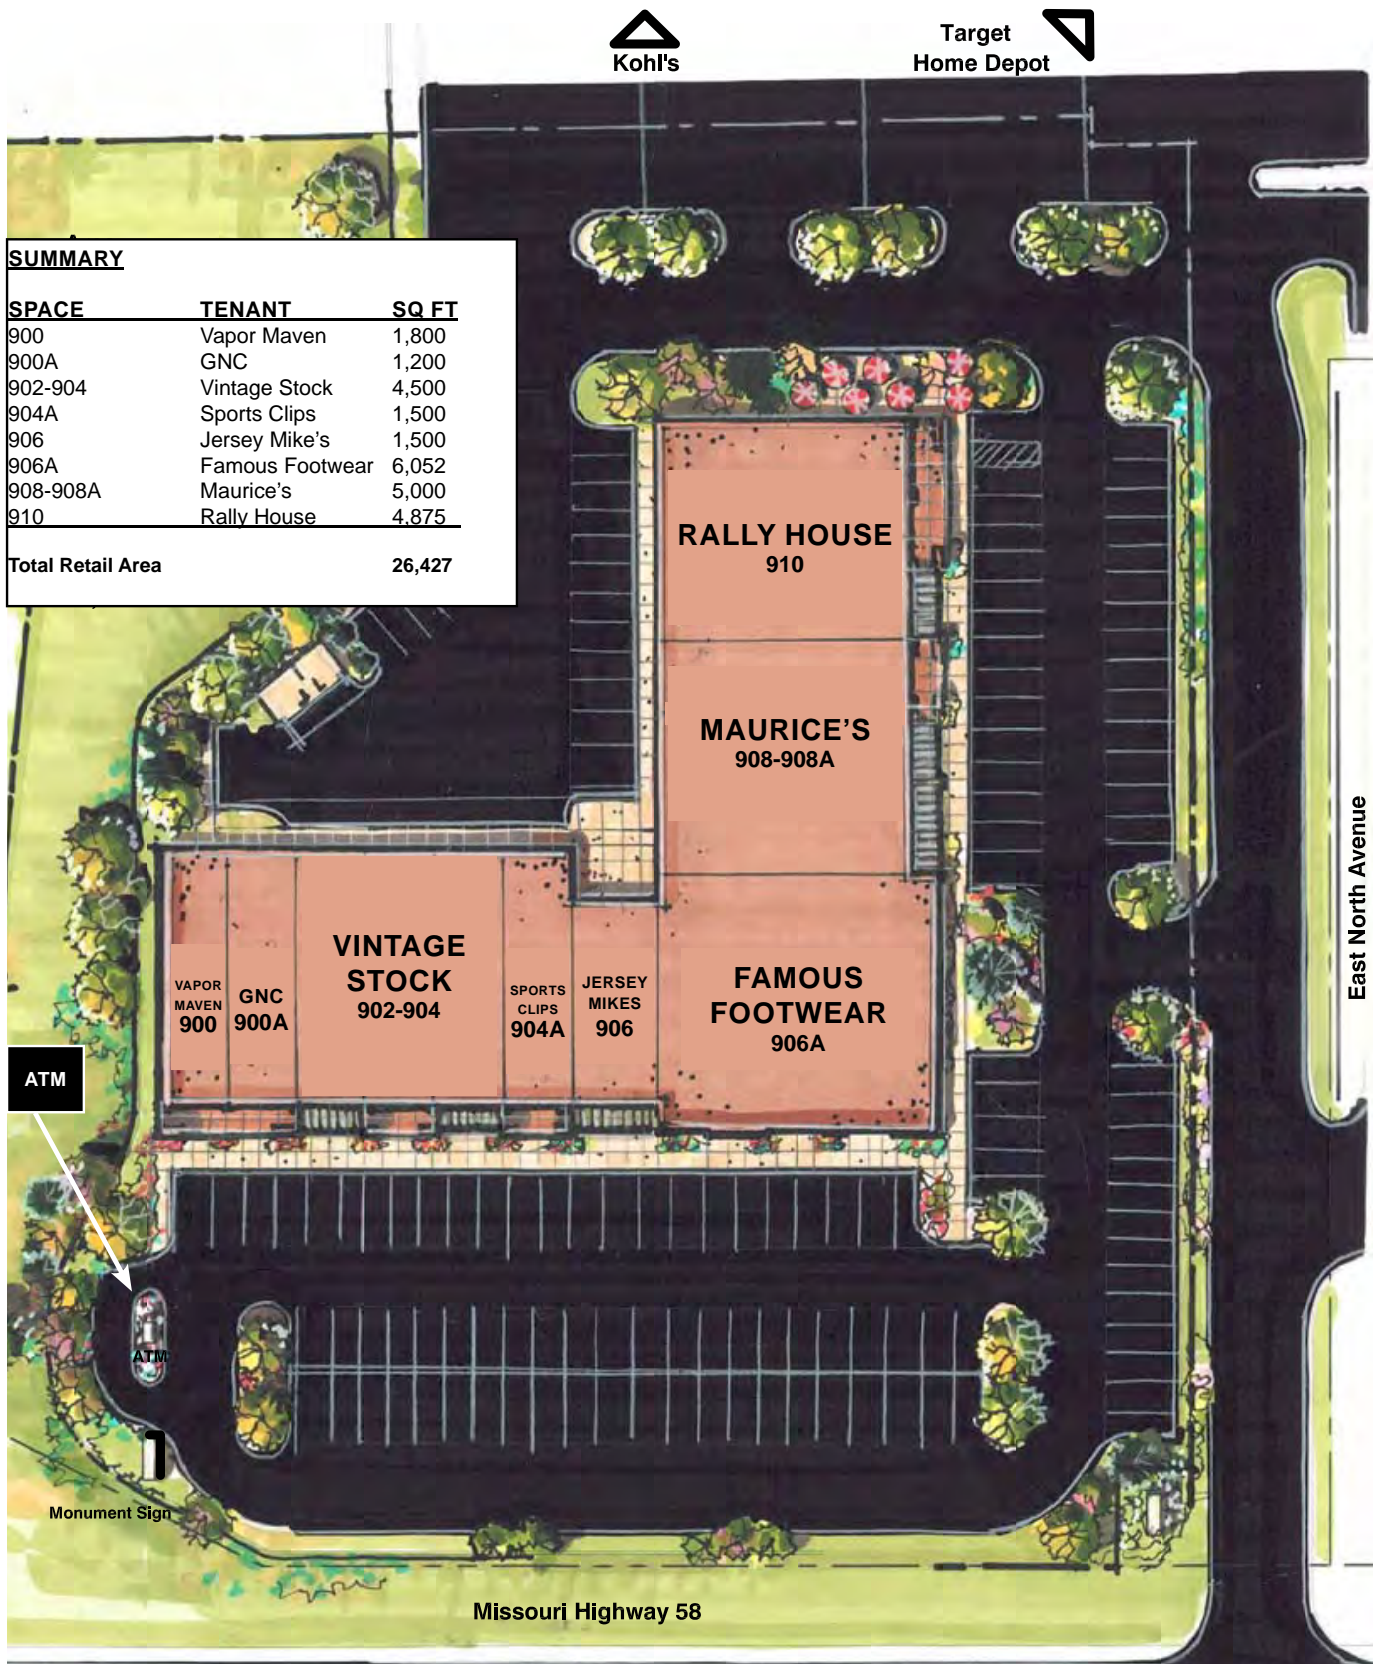 Kohl's
Target
Home Depot
SUMMARY
SPACE TENANT SQ FT
900 Vapor Maven 1,800
900A GNC 1,200
902-904 Vintage Stock 4,500
904A Sports Clips 1,500
906 Jersey Mike's 1,500
906A Famous Footwear 6,052
908-908A Maurice's 5,000
910 Rally House 4,875
Total Retail Area 26,427
RALLY HOUSE
910
MAURICE'S
908-908A
VAPOR
MAVEN
900
GNC
900A
VINTAGE
STOCK
902-904
SPORTS
CLIPS
904A
JERSEY
MIKES
906
FAMOUS
FOOTWEAR
906A
East North Avenue
ATM
ATM
Monument Sign
Missouri Highway 58